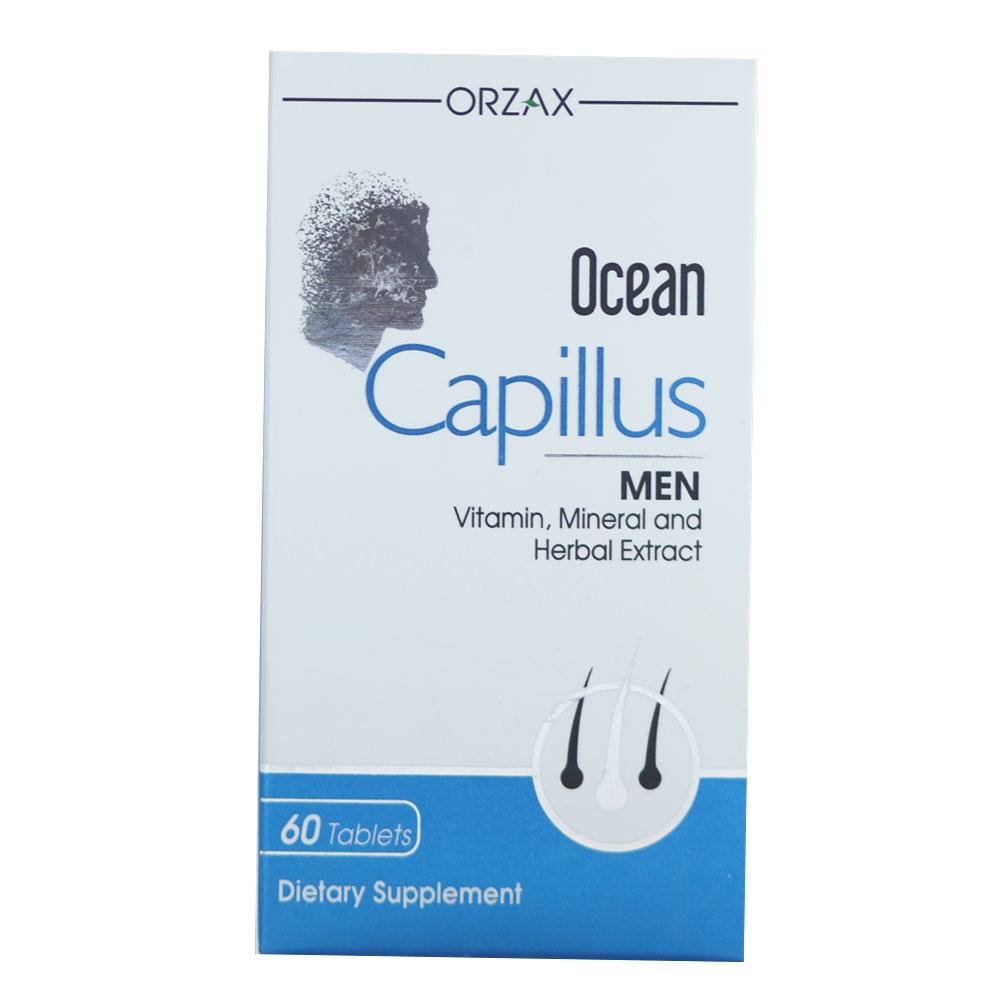 ORZAX
Ocean
Capillus
MEN
Vitamin, Mineral and
Herbal Extract
60 Tablets
Dietary Supplement